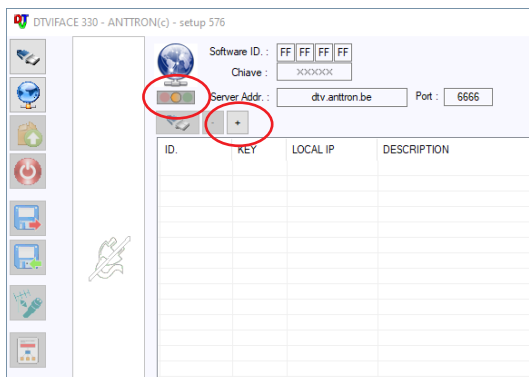 DTVIFACE 330 - ANTTRON(c) - setup 576
Software ID. : FF FF FF FF
Chiave : XXXXX
Server Addr. : dtv.anttron.be Port : 6666
- +
ID. KEY LOCAL IP DESCRIPTION